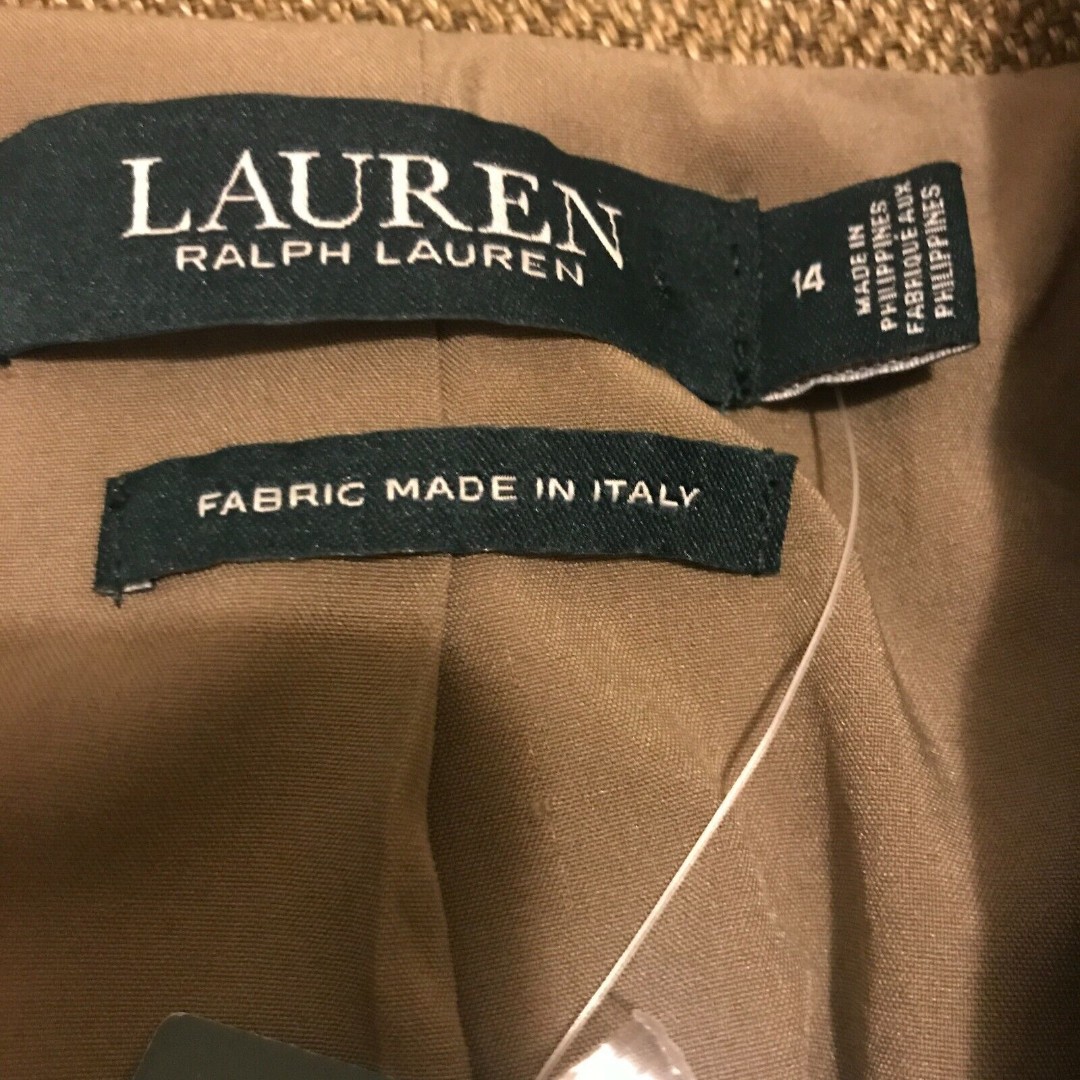 LAUREN
RALPH LAUREN
14
MADE IN
PHILIPPINES
FABRIQUE AUX
PHILIPPINES
FABRIC MADE IN ITALY